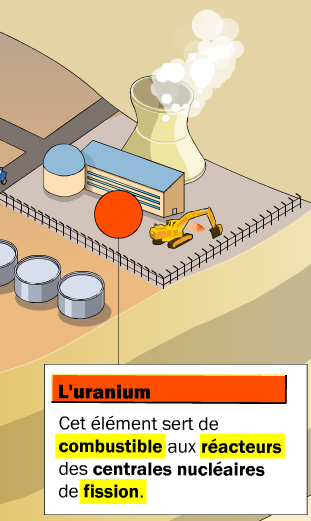 L'uranium
Cet élément sert de
combustible aux réacteurs
des centrales nucléaires
de fission.